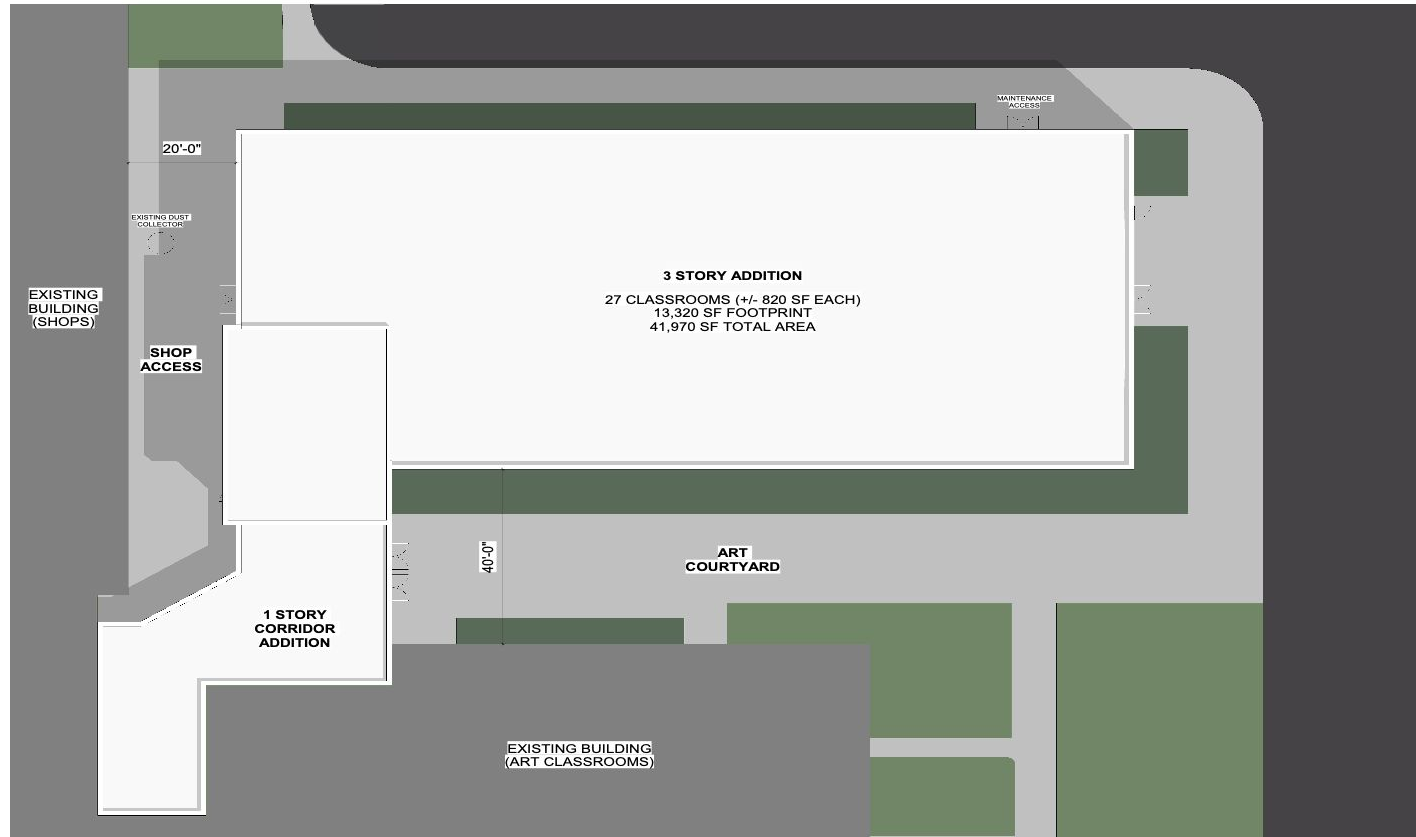 MAINTENANCE
ACCESS
20'-0"
EXISTING DUST
COLLECTOR
EXISTING
BUILDING
(SHOPS)
SHOP
ACCESS
3 STORY ADDITION
27 CLASSROOMS (+/- 820 SF EACH)
13,320 SF FOOTPRINT
41,970 SF TOTAL AREA
40'-0"
ART
COURTYARD
1 STORY
CORRIDOR
ADDITION
EXISTING BUILDING
(ART CLASSROOMS)